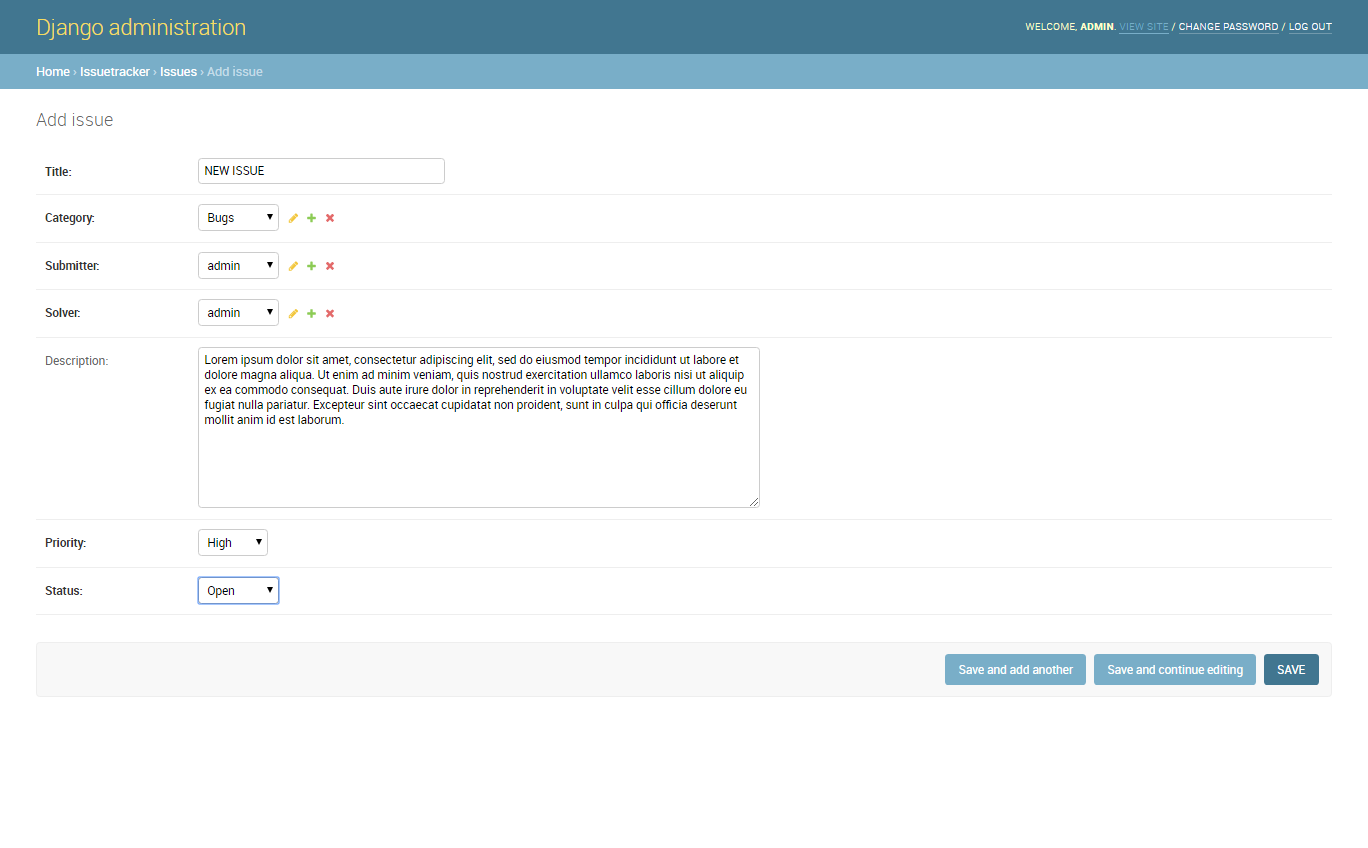 Django administration
WELCOME, ADMIN. VIEW SITE / CHANGE PASSWORD / LOG OUT
Home › Issuetracker › Issues › Add issue
Add issue
Title: NEW ISSUE
Category: Bugs
Submitter: admin
Solver: admin
Description: Lorem ipsum dolor sit amet, consectetur adipiscing elit, sed do eiusmod tempor incididunt ut labore et
dolore magna aliqua. Ut enim ad minim veniam, quis nostrud exercitation ullamco laboris nisi ut aliquip
ex ea commodo consequat. Duis aute irure dolor in reprehenderit in voluptate velit esse cillum dolore eu
fugiat nulla pariatur. Excepteur sint occaecat cupidatat non proident, sunt in culpa qui officia deserunt
mollit anim id est laborum.
Priority: High
Status: Open
Save and add another Save and continue editing SAVE